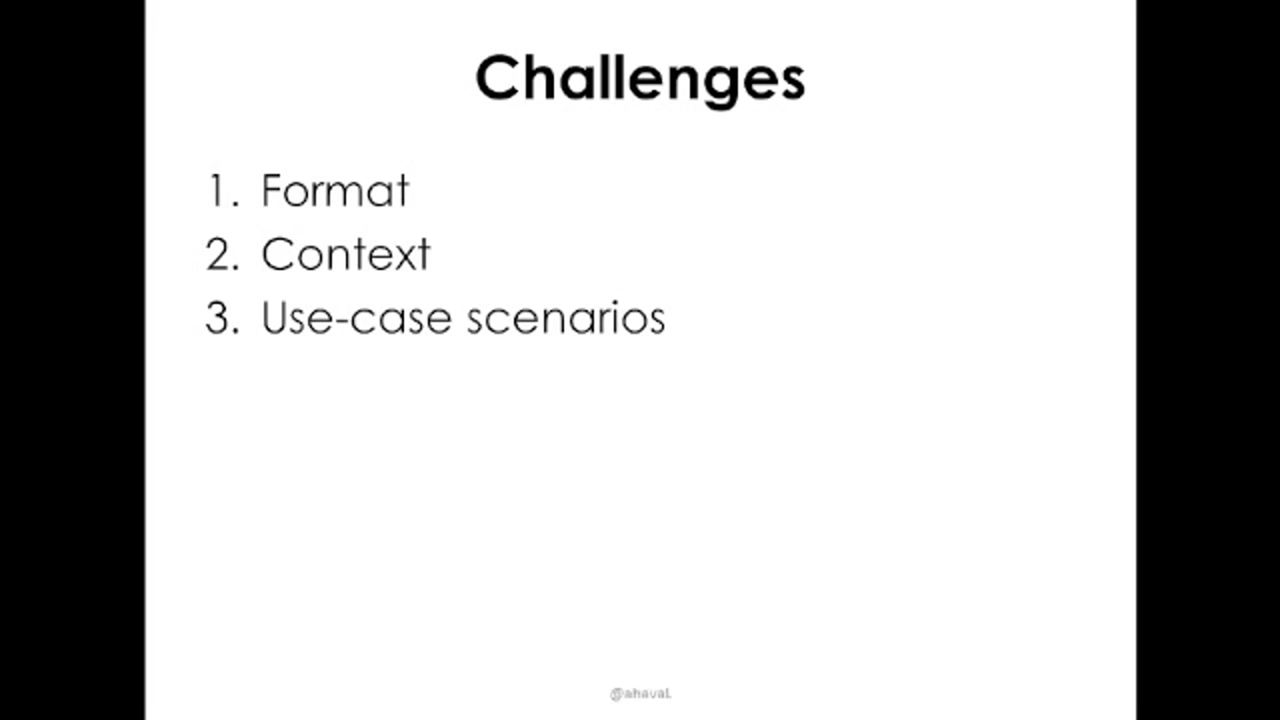 Challenges
1. Format
2. Context
3. Use-case scenarios
@ahaval